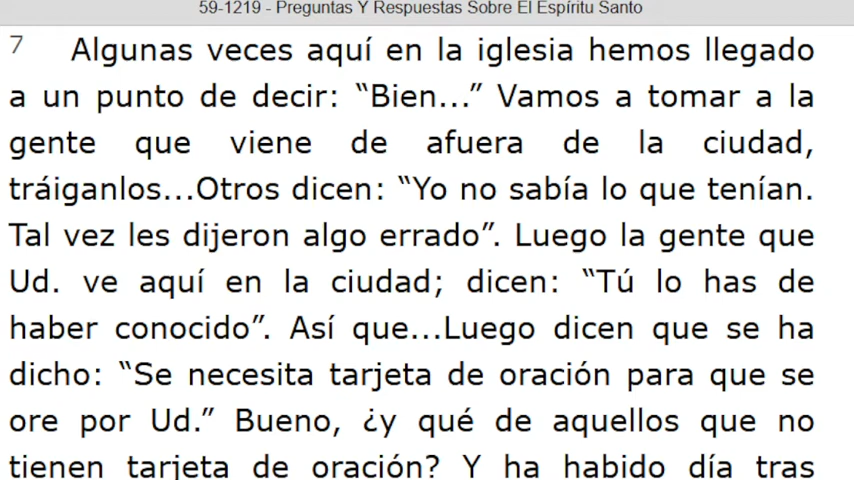 59-1219 - Preguntas Y Respuestas Sobre El Espíritu Santo
7 Algunas veces aquí en la iglesia hemos llegado
a un punto de decir: “Bien...” Vamos a tomar a la
gente que viene de afuera de la ciudad,
tráiganlos...Otros dicen: “Yo no sabía lo que tenían.
Tal vez les dijeron algo errado”. Luego la gente que
Ud. ve aquí en la ciudad; dicen: “Tú lo has de
haber conocido”. Así que...Luego dicen que se ha
dicho: “Se necesita tarjeta de oración para que se
ore por Ud.” Bueno, ¿y qué de aquellos que no
tienen tarjeta de oración? Y ha habido día tras